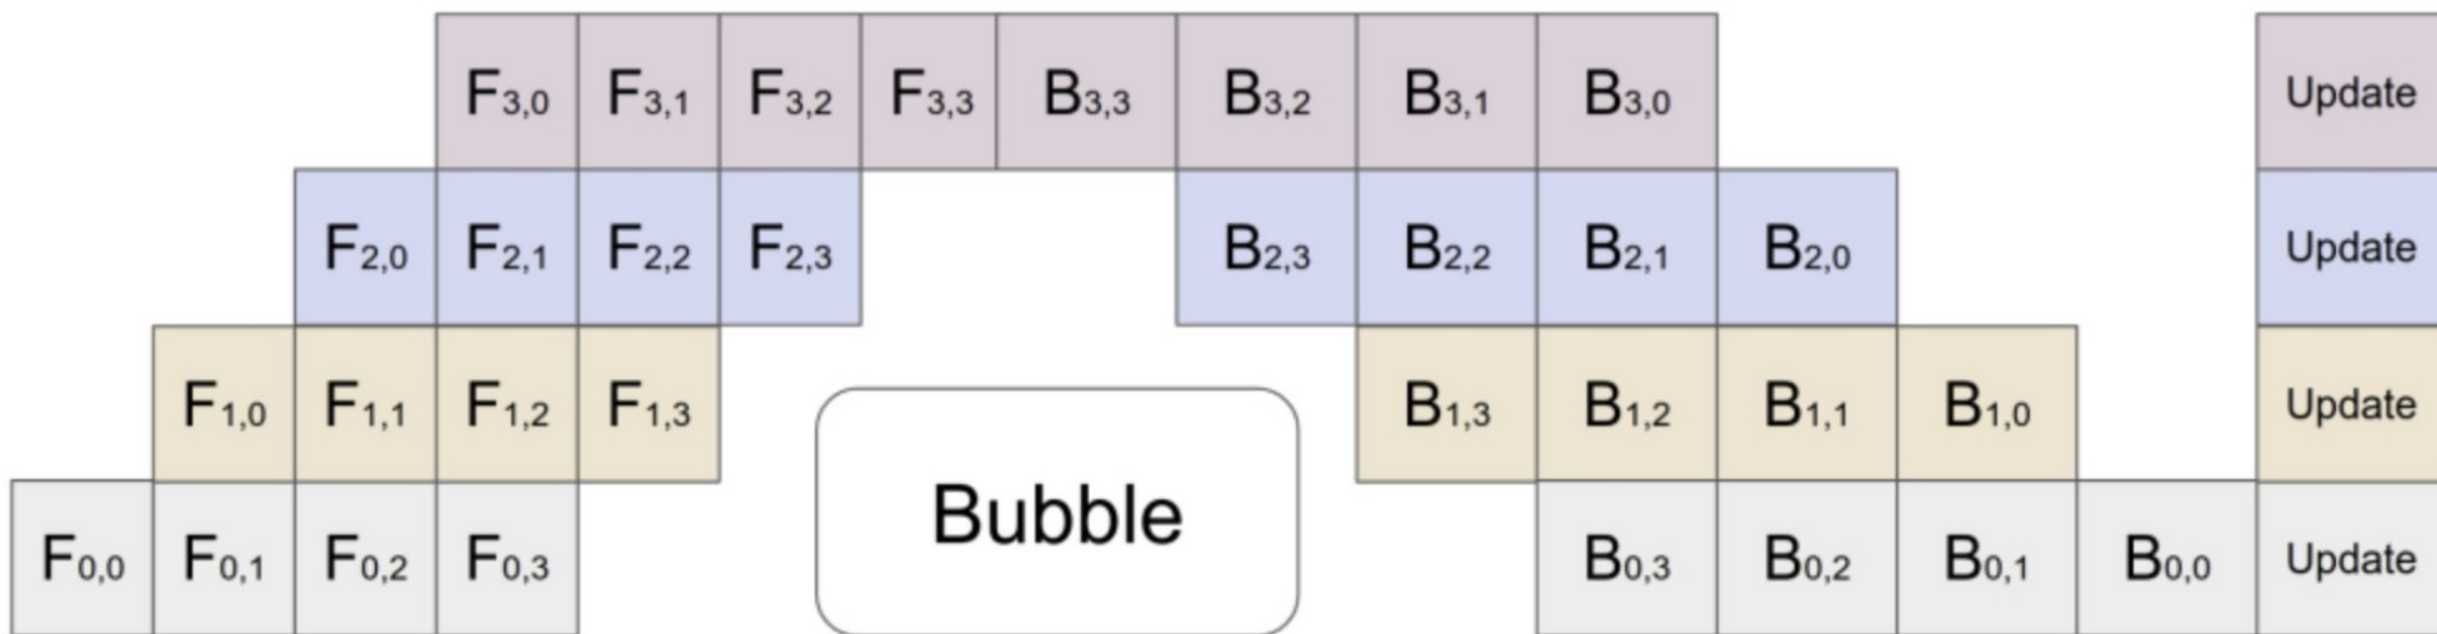 F3,0 F3,1 F3,2 F3,3 B3,3 B3,2 B3,1 B3,0 Update
F2,0 F2,1 F2,2 F2,3 B2,3 B2,2 B2,1 B2,0 Update
F1,0 F1,1 F1,2 F1,3 B1,3 B1,2 B1,1 B1,0 Update
Bubble
F0,0 F0,1 F0,2 F0,3 B0,3 B0,2 B0,1 B0,0 Update